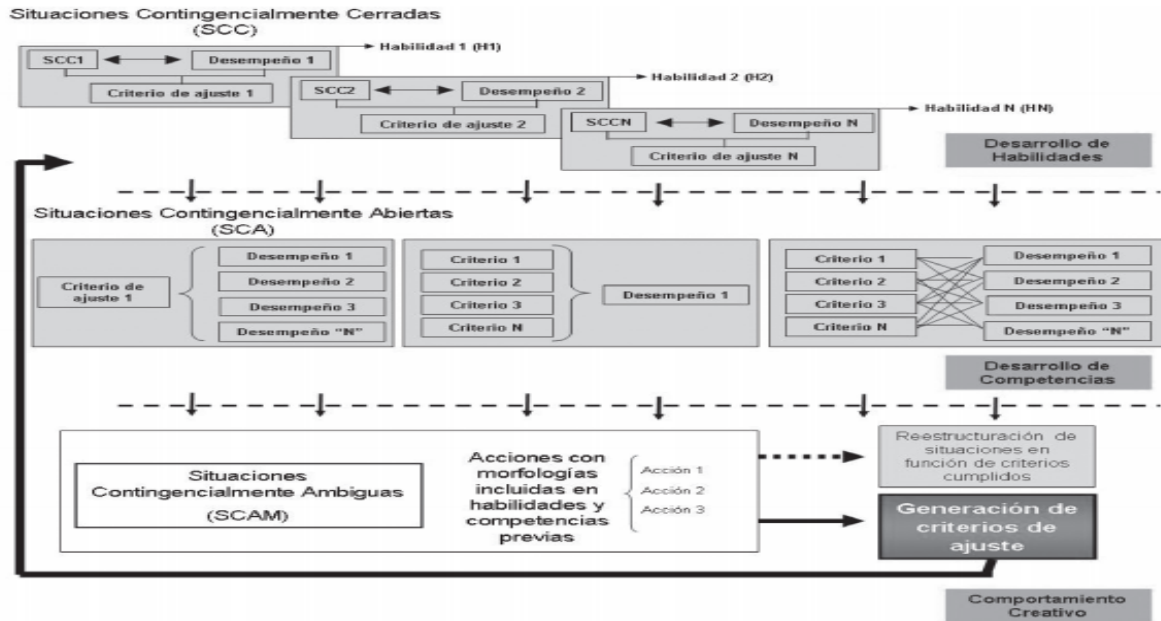 Situaciones Contingencialmente Cerradas
(SCC)
SCC1
Desempeño 1
Criterio de ajuste 1
Habilidad 1 (H1)
SCC2
Desempeño 2
Criterio de ajuste 2
Habilidad 2 (H2)
SCCN
Desempeño N
Criterio de ajuste N
Habilidad N (HN)
Desarrollo de
Habilidades
Situaciones Contingencialmente Abiertas
(SCA)
Criterio de
ajuste 1
Desempeño 1
Desempeño 2
Desempeño 3
Desempeño "N"
Criterio 1
Criterio 2
Criterio 3
Criterio N
Desempeño 1
Criterio 1
Criterio 2
Criterio 3
Criterio N
Desempeño 1
Desempeño 2
Desempeño 3
Desempeño "N"
Desarrollo de
Competencias
Situaciones
Contingencialmente Ambiguas
(SCAM)
Acciones con
morfologías
incluidas en
habilidades y
competencias
previas
Acción 1
Acción 2
Acción 3
Reestructuración de
situaciones en
función de criterios
cumplidos
Generación de
criterios de
ajuste
Comportamiento
Creativo